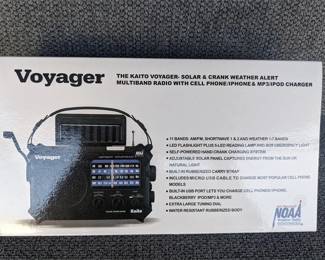 Voyager
THE KAITO VOYAGER- SOLAR & CRANK WEATHER ALERT
MULTIBAND RADIO WITH CELL PHONE/IPHONE & MP3/IPOD CHARGER
Voyager
Kaito
• 11 BANDS: AM/FM, SHORTWAVE 1 & 2 AND WEATHER 1-7 BANDS
• LED FLASHLIGHT PLUS 5-LED READING LAMP AND SOS EMERGENCY LIGHT
• SELF-POWERED HAND CRANK CHARGING SYSTEM
• ADJUSTABLE SOLAR PANEL CAPTURES ENERGY FROM THE SUN OR
NATURAL LIGHT
• BUILT-IN RUBBERIZED CARRY STRAP
• INCLUDES MICRO USB CABLE TO CHARGE MOST POPULAR CELL PHONE
MODELS
• BUILT-IN USB PORT LETS YOU CHARGE CELL PHONES/IPHONE,
BLACKBERRY IPOD/MP3 & MORE
• EXTRA LARGE TUNING DIAL
• WATER RESISTANT RUBBERIZED BODY
NOAA